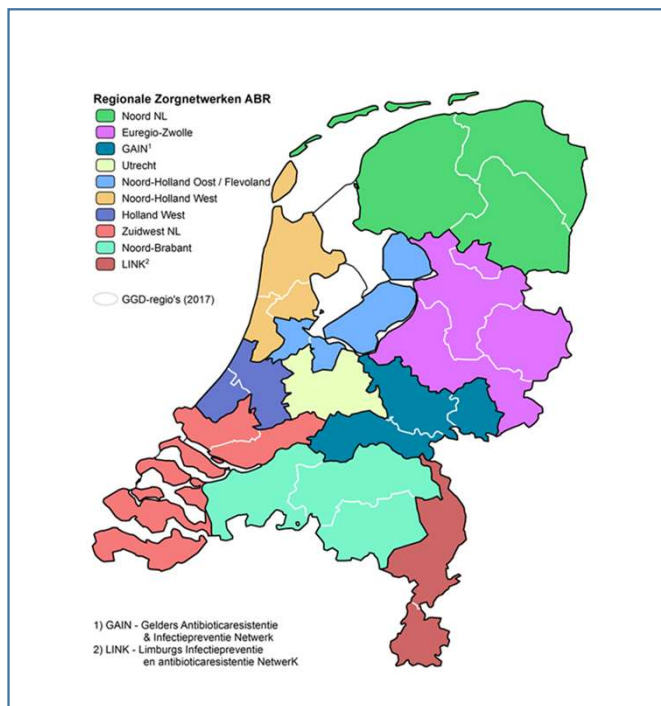 Regionale Zorgnetwerken ABR
Noord NL
Euregio-Zwolle
GAIN¹
Utrecht
Noord-Holland Oost / Flevoland
Noord-Holland West
Holland West
Zuidwest NL
Noord-Brabant
LINK²
GGD-regio's (2017)
1) GAIN - Gelders Antibioticaresistentie
& Infectiepreventie Netwerk
2) LINK - Limburgs Infectiepreventie
en antibioticaresistentie NetwerK